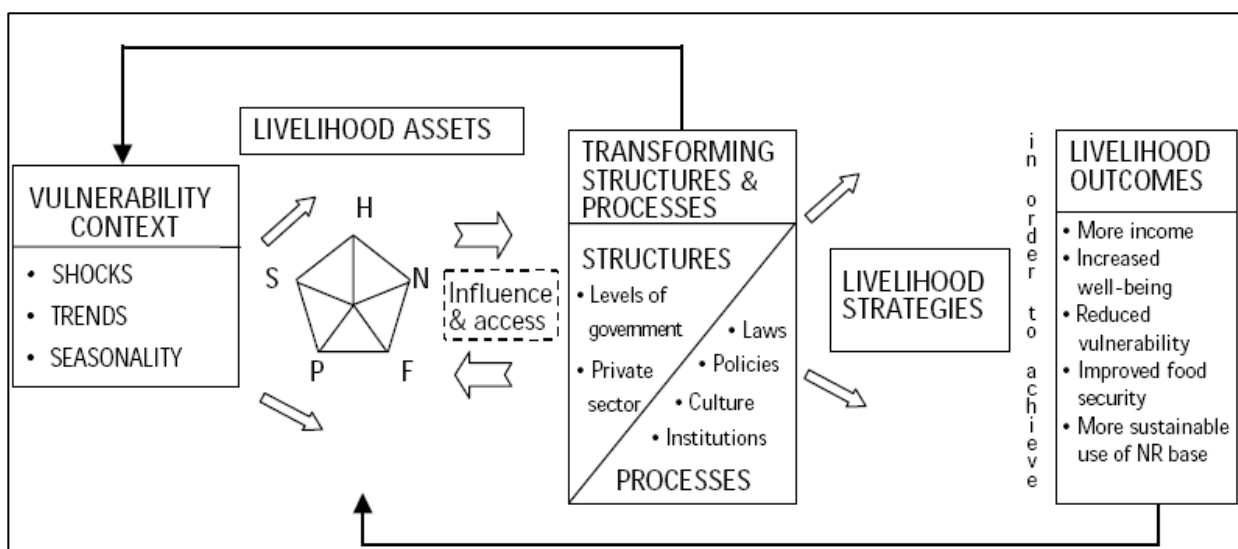 LIVELIHOOD ASSETS
VULNERABILITY
CONTEXT
• SHOCKS
• TRENDS
• SEASONALITY
H
S
N
P
F
Influence
& access
TRANSFORMING
STRUCTURES &
PROCESSES
STRUCTURES
• Levels of
government
• Private
sector
• Laws
• Policies
• Culture
• Institutions
PROCESSES
LIVELIHOOD
STRATEGIES
in order to achieve
LIVELIHOOD
OUTCOMES
• More income
• Increased
well-being
• Reduced
vulnerability
• Improved food
security
• More sustainable
use of NR base